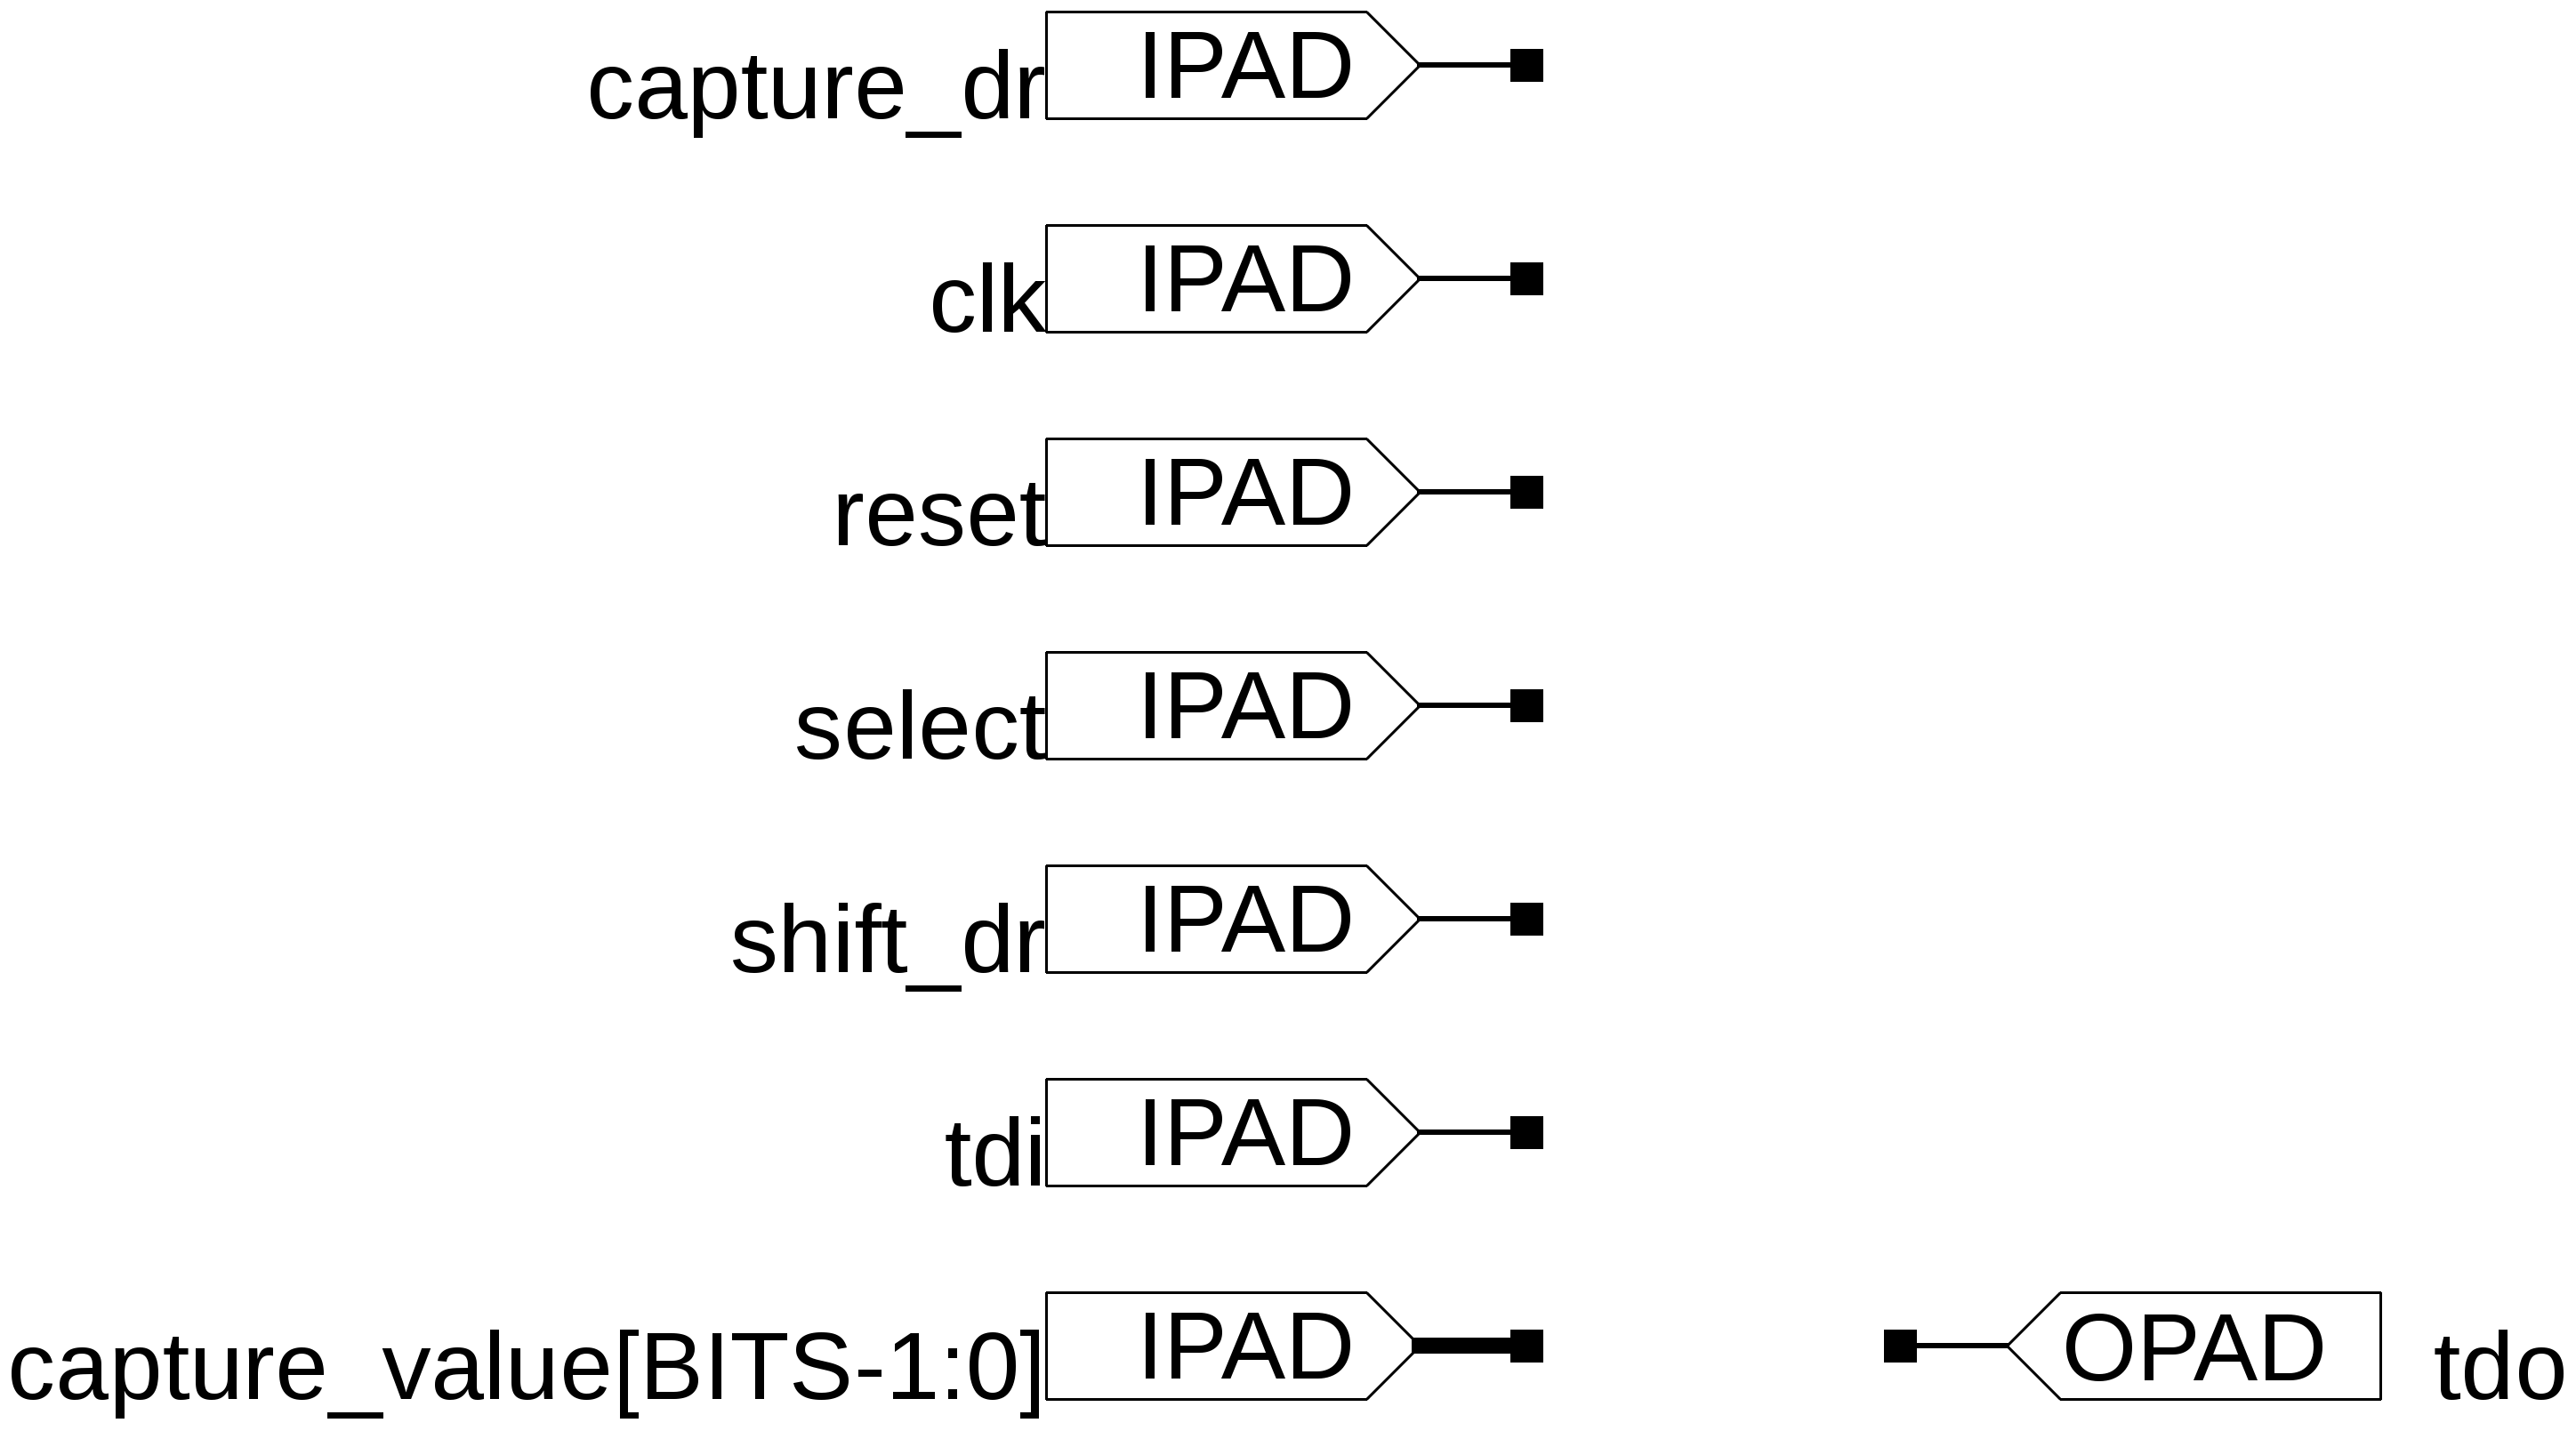 capture_dr IPAD
clk IPAD
reset IPAD
select IPAD
shift_dr IPAD
tdi IPAD
capture_value[BITS-1:0] IPAD OPAD tdo